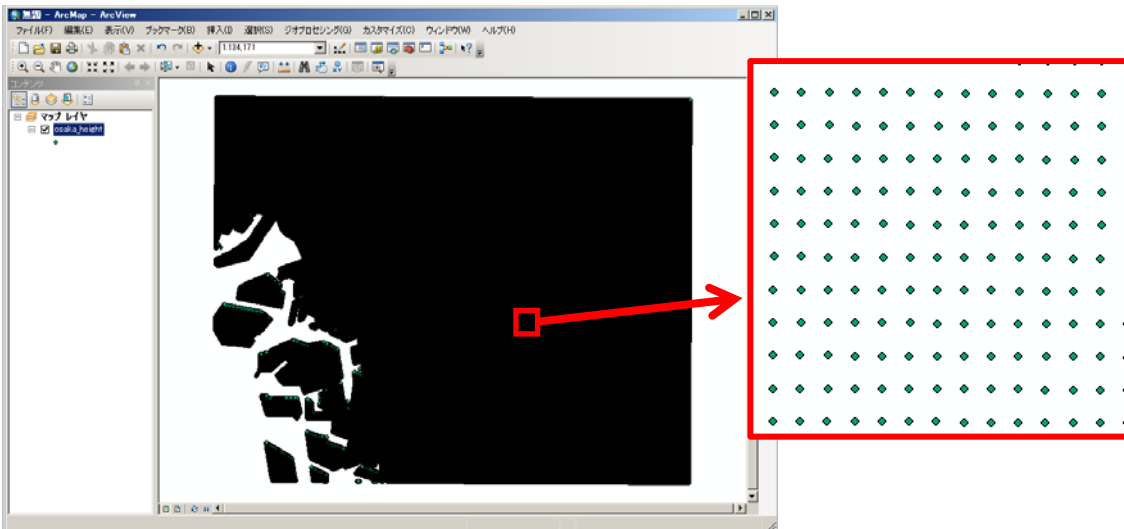 無題 - ArcMap - ArcView
ファイル(F) 編集(E) 表示(V) ブックマーク(B) 挿入(I) 選択(S) ジオプロセシング(G) カスタマイズ(C) ウィンドウ(W) ヘルプ(H)
1:134,171
コンテンツ
マップ レイヤ
osaka_height